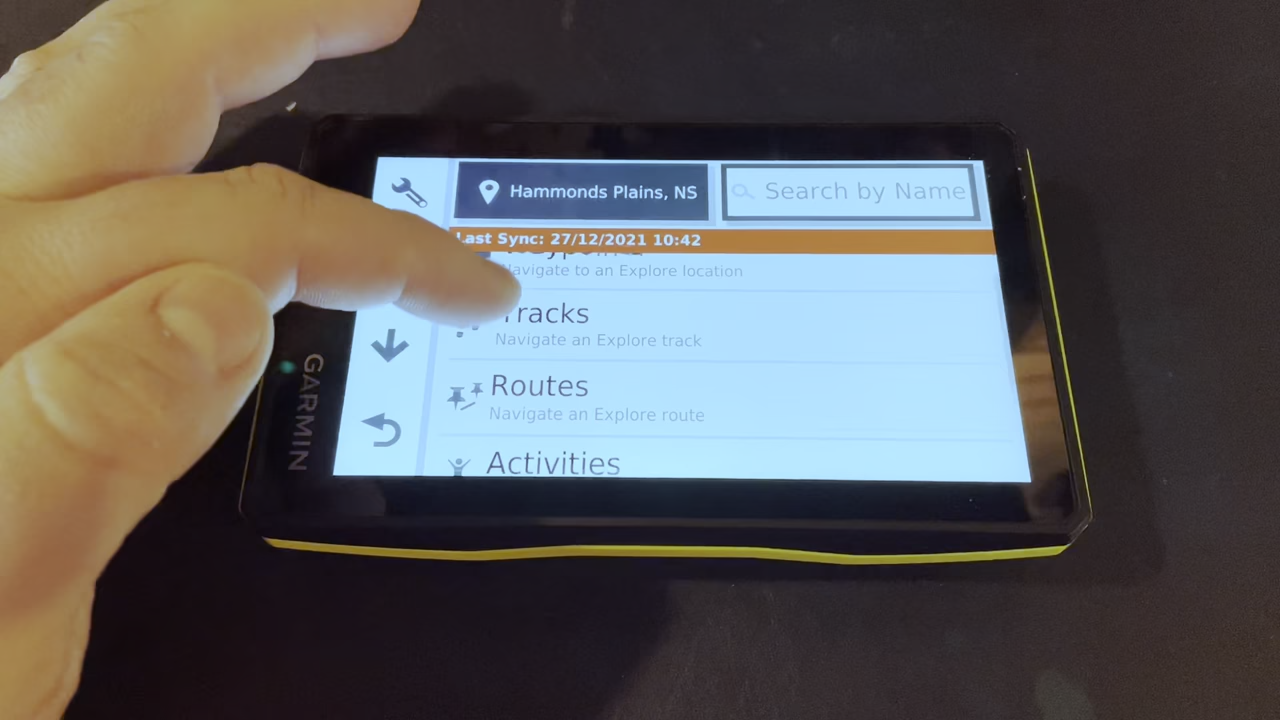 Hammonds Plains, NS
Search by Name
Last Sync: 27/12/2021 10:42
Waypoints
Navigate to an Explore location
Tracks
Navigate an Explore track
Routes
Navigate an Explore route
Activities
GARMIN